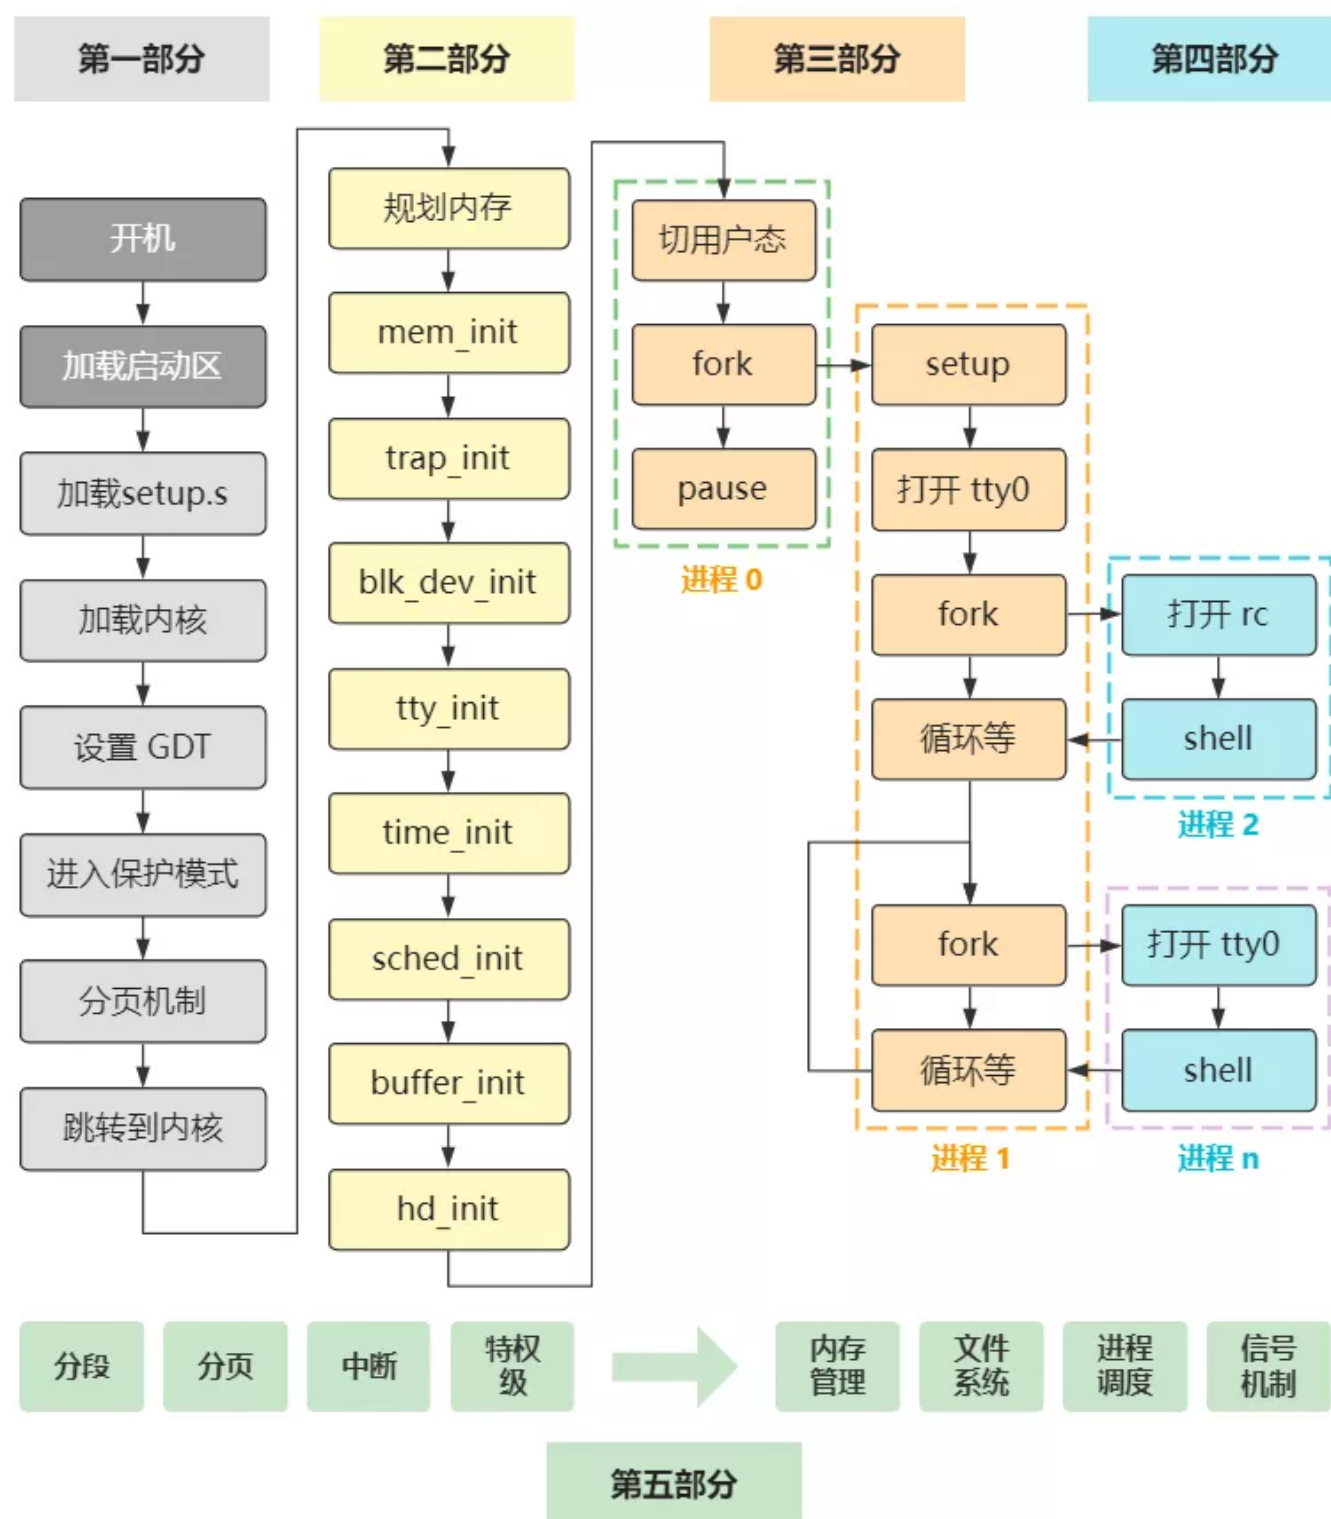 第一部分
第二部分
第三部分
第四部分
开机
加载启动区
加载setup.s
加载内核
设置 GDT
进入保护模式
分页机制
跳转到内核
规划内存
mem_init
trap_init
blk_dev_init
tty_init
time_init
sched_init
buffer_init
hd_init
切用户态
fork
pause
进程 0
setup
打开 tty0
fork
循环等
fork
循环等
进程 1
打开 rc
shell
进程 2
打开 tty0
shell
进程 n
分段
分页
中断
特权
级
内存
管理
文件
系统
进程
调度
信号
机制
第五部分